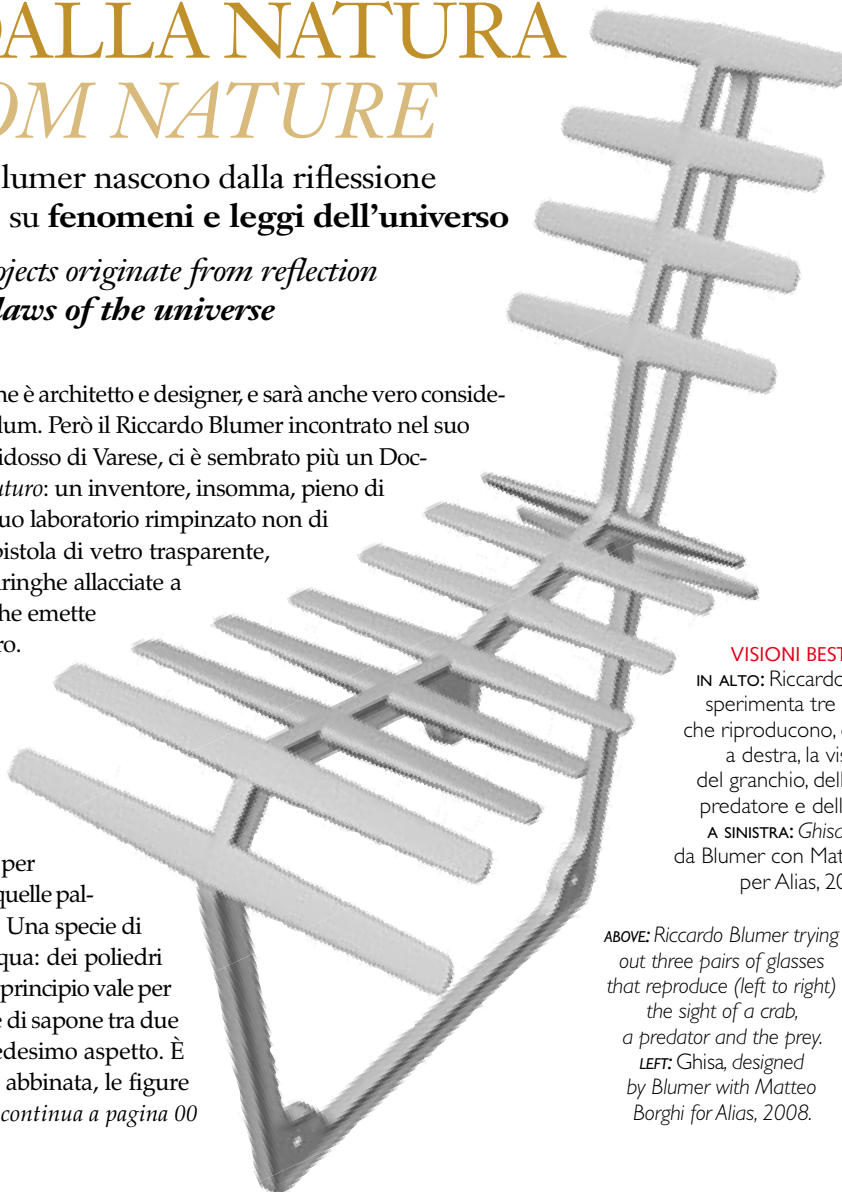 DALLA NATURA
OM NATURE
lumer nascono dalla riflessione
su fenomeni e leggi dell’universo
ojects originate from reflection
laws of the universe
ne è architetto e designer, e sarà anche vero conside-
lum. Però il Riccardo Blumer incontrato nel suo
idosso di Varese, ci è sembrato più un Doc-
uturo: un inventore, insomma, pieno di
uo laboratorio rimpinzato non di
pistola di vetro trasparente,
aringhe allacciate a
he emette
ro.
per
quelle pal-
Una specie di
qua: dei poliedri
principio vale per
e di sapone tra due
edesimo aspetto. È
abbinata, le figure
continua a pagina 00
VISIONI BEST
IN ALTO: Riccardo
sperimenta tre
che riproducono,
a destra, la vis
del granchio, dell
predatore e dell
A SINISTRA: Ghisa
da Blumer con Mat
per Alias, 20
ABOVE: Riccardo Blumer trying
out three pairs of glasses
that reproduce (left to right)
the sight of a crab,
a predator and the prey.
LEFT: Ghisa, designed
by Blumer with Matteo
Borghi for Alias, 2008.